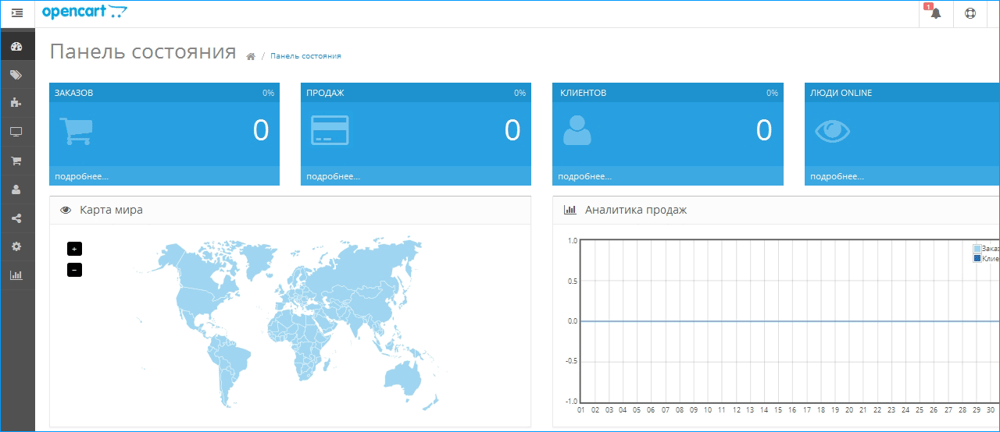 opencart
1
Панель состояния
/ Панель состояния
ЗАКАЗОВ 0%
0
подробнее...
ПРОДАЖ 0%
0
подробнее...
КЛИЕНТОВ 0%
0
подробнее...
ЛЮДИ ONLINE
подробнее...
Карта мира
+
−
Аналитика продаж
Заказ
Клие
1.0
0.5
0.0
-0.5
-1.0
01 02 03 04 05 06 07 08 09 10 11 12 13 14 15 16 17 18 19 20 21 22 23 24 25 26 27 28 29 30